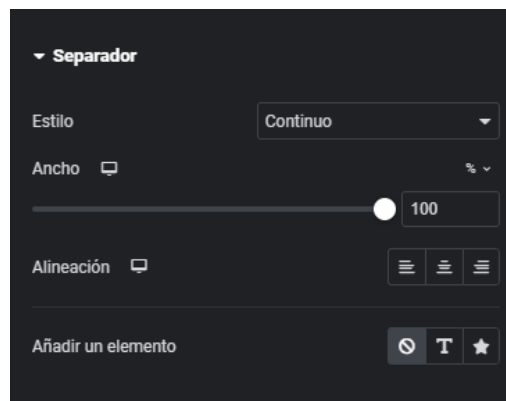 Separador
Estilo Continuo
Ancho %
100
Alineación
Añadir un elemento T